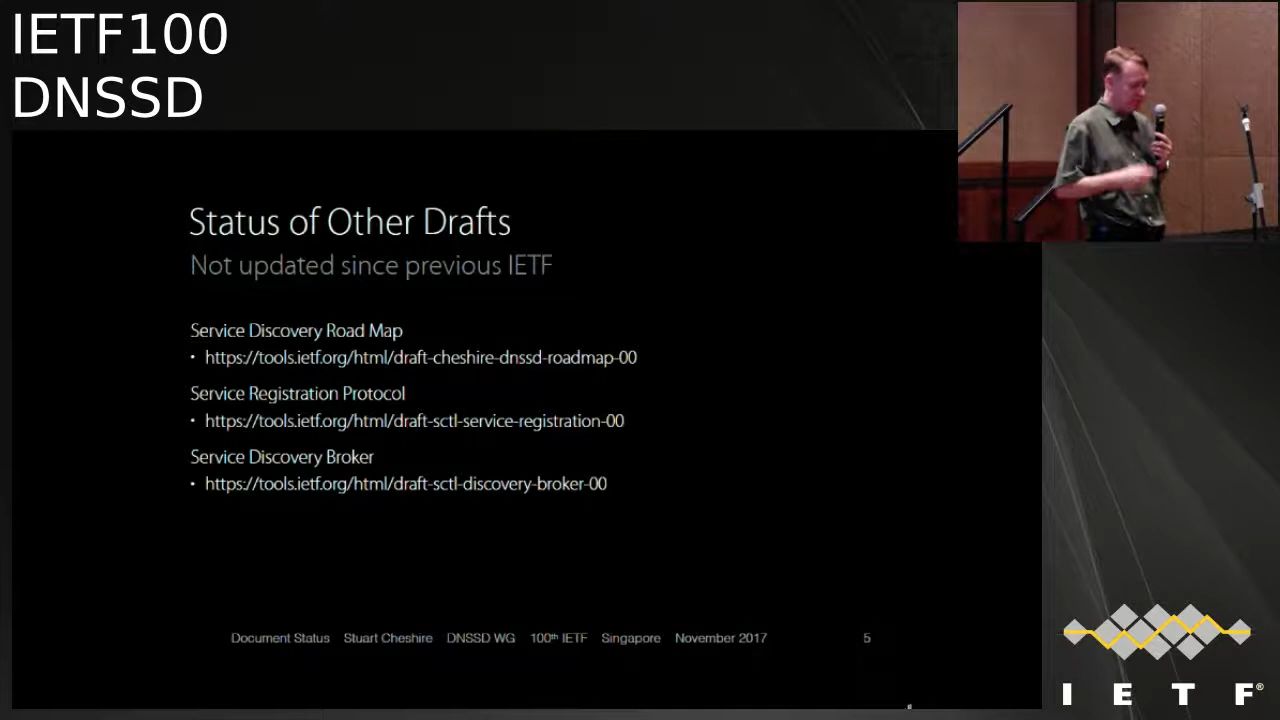 IETF100
DNSSD
Status of Other Drafts
Not updated since previous IETF
Service Discovery Road Map
• https://tools.ietf.org/html/draft-cheshire-dnssd-roadmap-00
Service Registration Protocol
• https://tools.ietf.org/html/draft-sctl-service-registration-00
Service Discovery Broker
• https://tools.ietf.org/html/draft-sctl-discovery-broker-00
Document Status Stuart Cheshire DNSSD WG 100th IETF Singapore November 2017 5
I E T F®